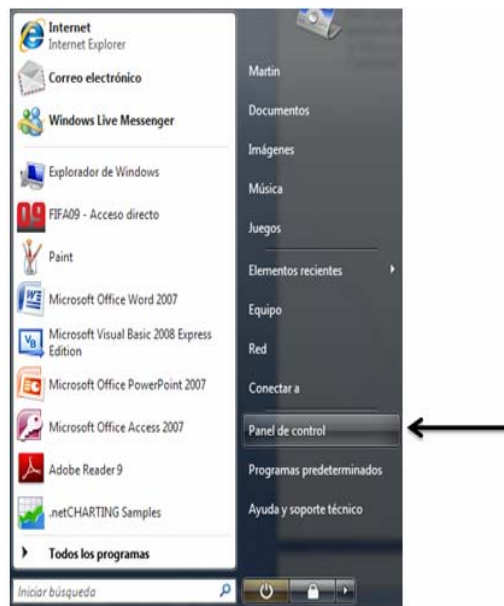 Internet
Internet Explorer
Correo electrónico
Windows Live Messenger
Explorador de Windows
FIFA09 - Acceso directo
Paint
Microsoft Office Word 2007
Microsoft Visual Basic 2008 Express
Edition
Microsoft Office PowerPoint 2007
Microsoft Office Access 2007
Adobe Reader 9
.netCHARTING Samples
Todos los programas
Iniciar búsqueda
Martin
Documentos
Imágenes
Música
Juegos
Elementos recientes
Equipo
Red
Conectar a
Panel de control
Programas predeterminados
Ayuda y soporte técnico